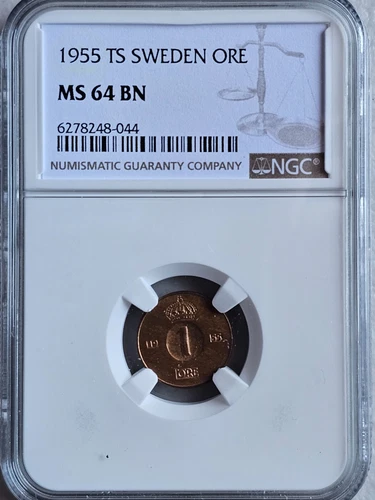 1955 TS SWEDEN ORE
MS 64 BN
6278248-044
NUMISMATIC GUARANTY COMPANY
NGC®
1
19 55
ÖRE